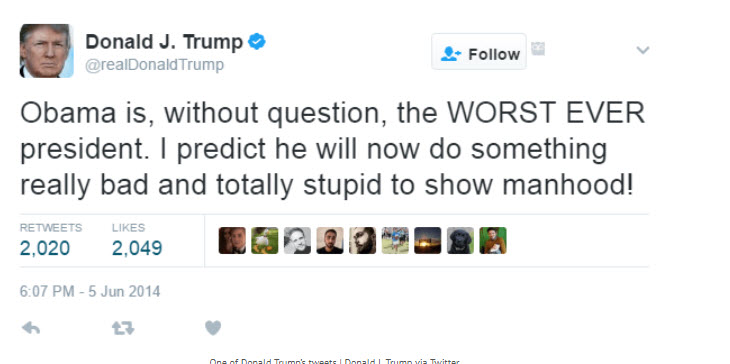 Donald J. Trump
@realDonaldTrump
Follow
Obama is, without question, the WORST EVER
president. I predict he will now do something
really bad and totally stupid to show manhood!
RETWEETS LIKES
2,020 2,049
6:07 PM - 5 Jun 2014
One of Donald Trump's tweets | Donald J. Trump via Twitter